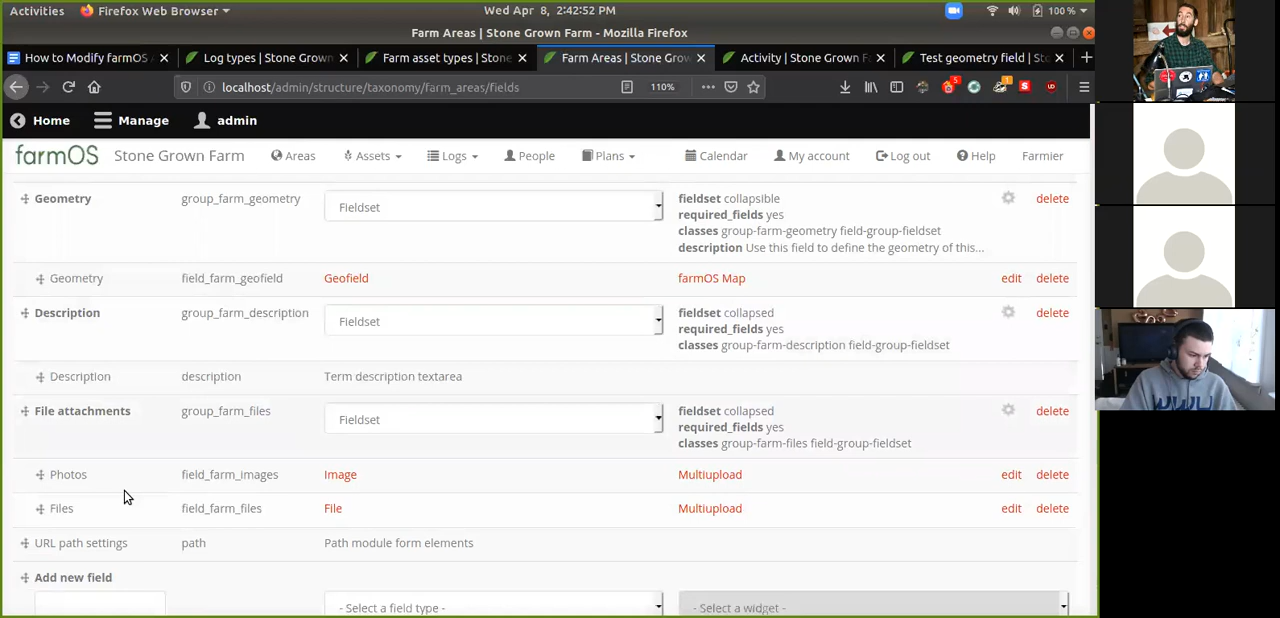 Activities Firefox Web Browser Wed Apr 8, 2:42:52 PM 100 %
Farm Areas | Stone Grown Farm - Mozilla Firefox
How to Modify farmOS Log types | Stone Grown Farm asset types | Stone Farm Areas | Stone Grow Activity | Stone Grown F Test geometry field | Sto
localhost/admin/structure/taxonomy/farm_areas/fields 110%
Home Manage admin
farmOS Stone Grown Farm Areas Assets Logs People Plans Calendar My account Log out Help Farmier
Geometry group_farm_geometry Fieldset fieldset collapsible delete
required_fields yes
classes group-farm-geometry field-group-fieldset
description Use this field to define the geometry of this...
Geometry field_farm_geofield Geofield farmOS Map edit delete
Description group_farm_description Fieldset fieldset collapsed delete
required_fields yes
classes group-farm-description field-group-fieldset
Description description Term description textarea
File attachments group_farm_files Fieldset fieldset collapsed delete
required_fields yes
classes group-farm-files field-group-fieldset
Photos field_farm_images Image Multiupload edit delete
Files field_farm_files File Multiupload edit delete
URL path settings path Path module form elements
Add new field
- Select a field type - - Select a widget -
WWU